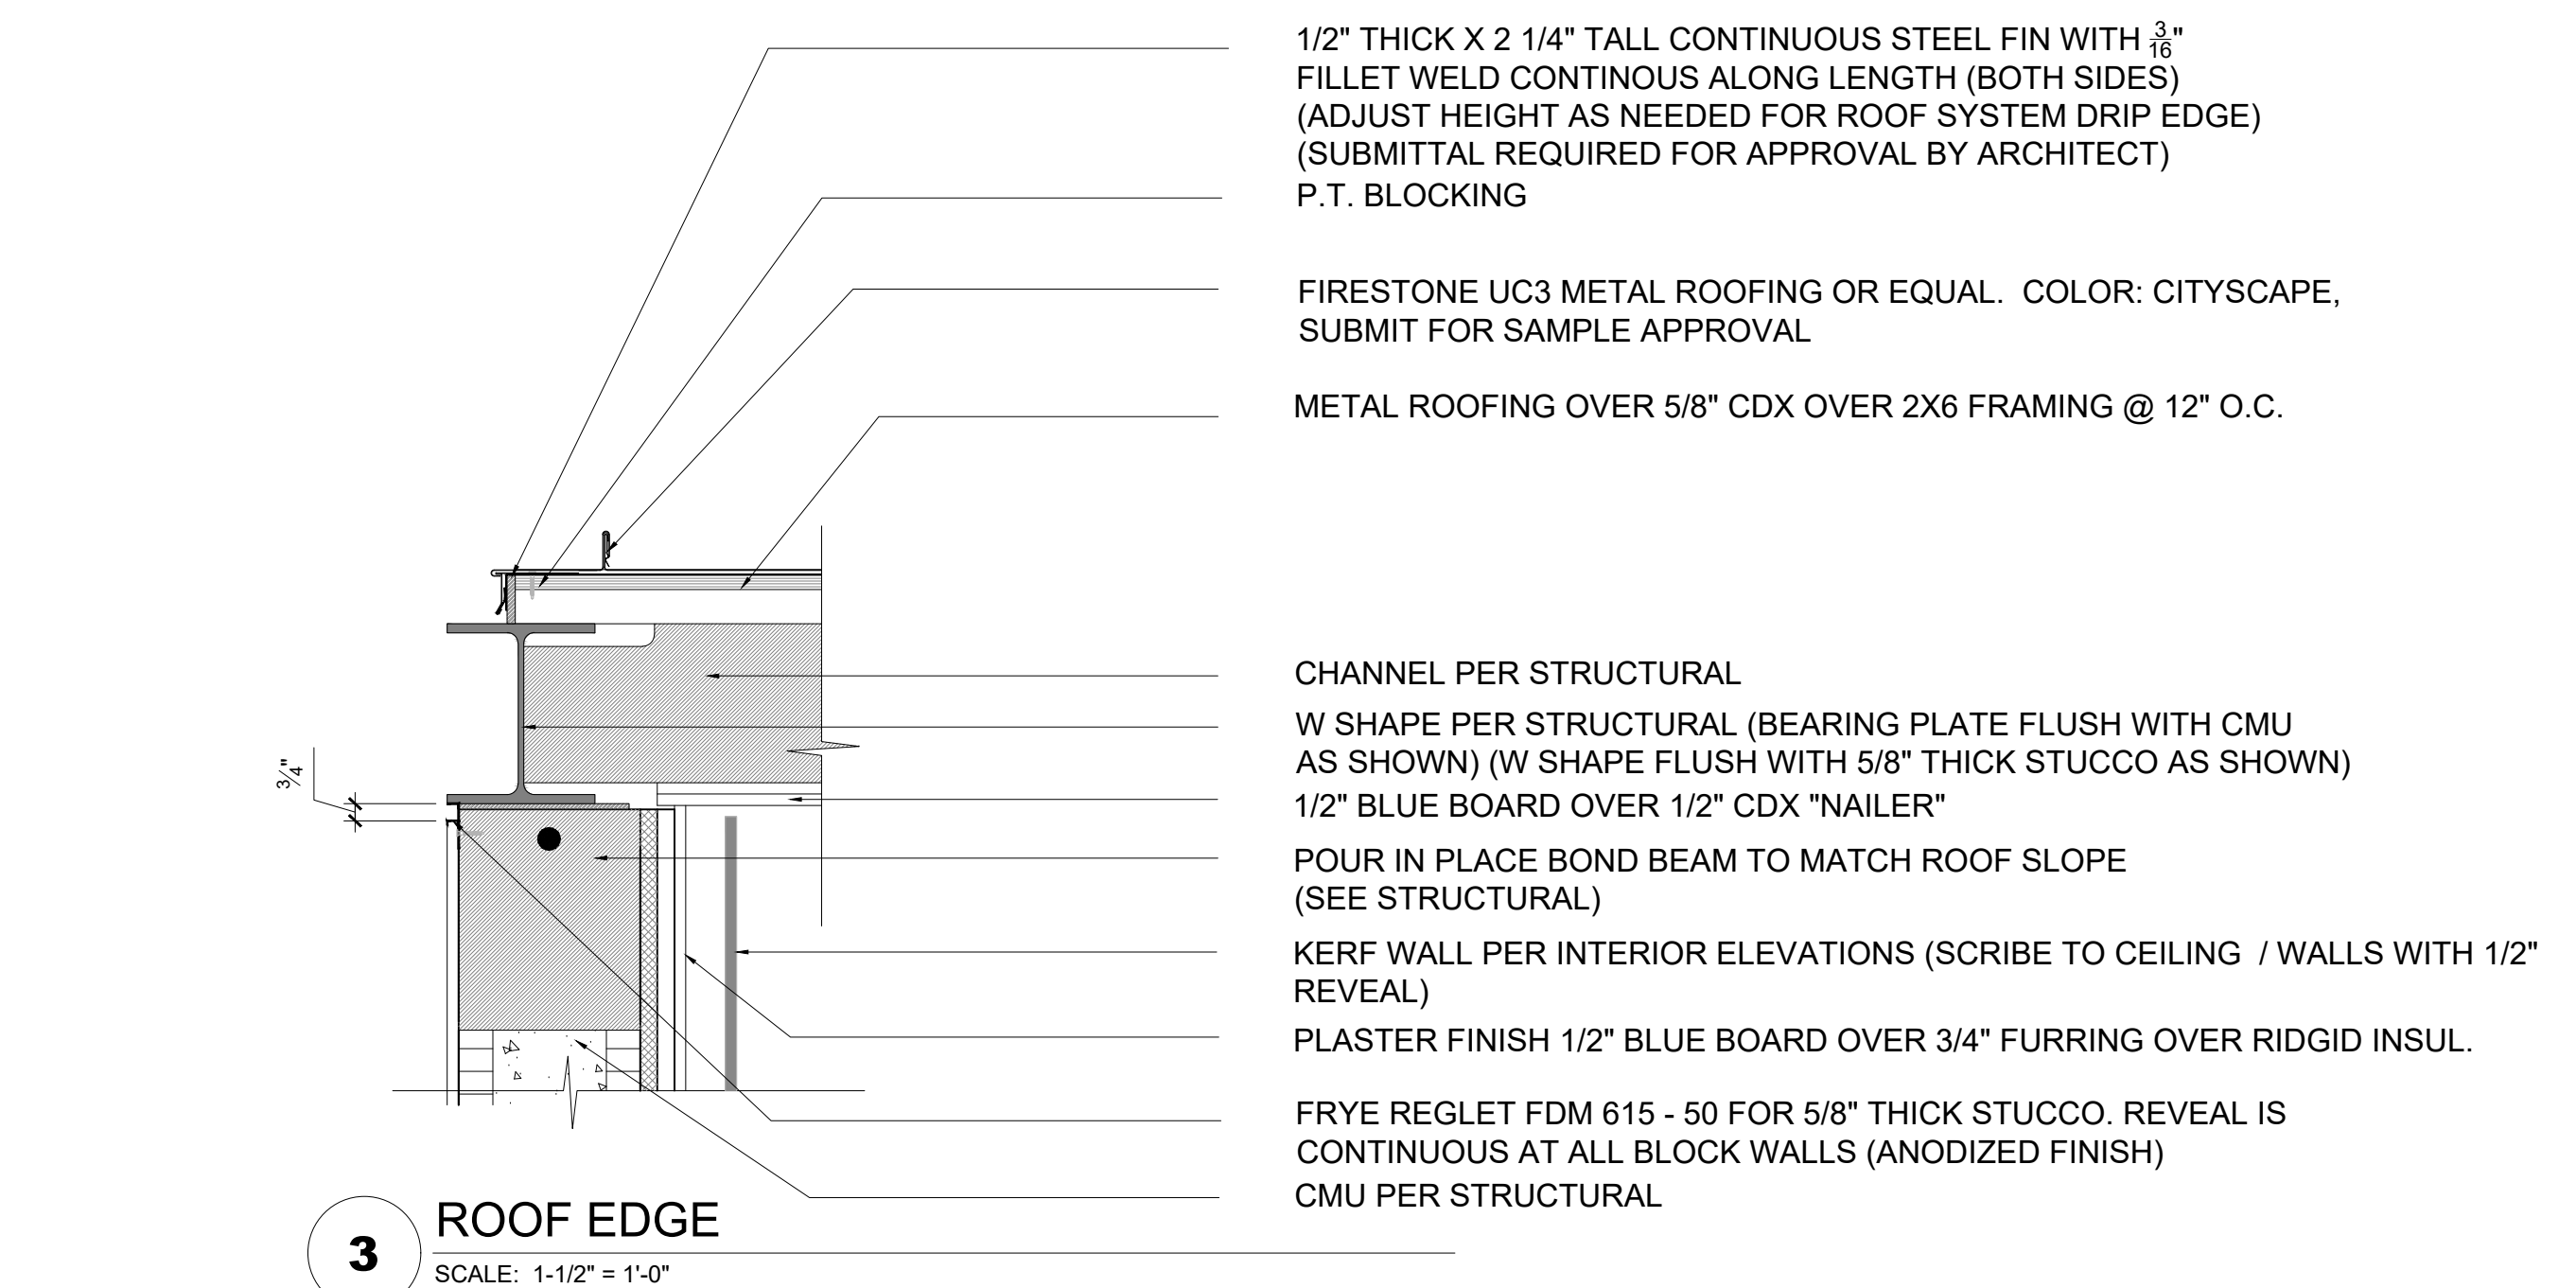 1/2" THICK X 2 1/4" TALL CONTINUOUS STEEL FIN WITH 3/16"
FILLET WELD CONTINOUS ALONG LENGTH (BOTH SIDES)
(ADJUST HEIGHT AS NEEDED FOR ROOF SYSTEM DRIP EDGE)
(SUBMITTAL REQUIRED FOR APPROVAL BY ARCHITECT)
P.T. BLOCKING
FIRESTONE UC3 METAL ROOFING OR EQUAL.  COLOR: CITYSCAPE,
SUBMIT FOR SAMPLE APPROVAL
METAL ROOFING OVER 5/8" CDX OVER 2X6 FRAMING @ 12" O.C.
CHANNEL PER STRUCTURAL
W SHAPE PER STRUCTURAL (BEARING PLATE FLUSH WITH CMU
AS SHOWN) (W SHAPE FLUSH WITH 5/8" THICK STUCCO AS SHOWN)
3/4"
1/2" BLUE BOARD OVER 1/2" CDX "NAILER"
POUR IN PLACE BOND BEAM TO MATCH ROOF SLOPE
(SEE STRUCTURAL)
KERF WALL PER INTERIOR ELEVATIONS (SCRIBE TO CEILING  / WALLS WITH 1/2"
REVEAL)
PLASTER FINISH 1/2" BLUE BOARD OVER 3/4" FURRING OVER RIDGID INSUL.
FRYE REGLET FDM 615 - 50 FOR 5/8" THICK STUCCO. REVEAL IS
CONTINUOUS AT ALL BLOCK WALLS (ANODIZED FINISH)
CMU PER STRUCTURAL
3
ROOF EDGE
SCALE:  1-1/2" = 1'-0"